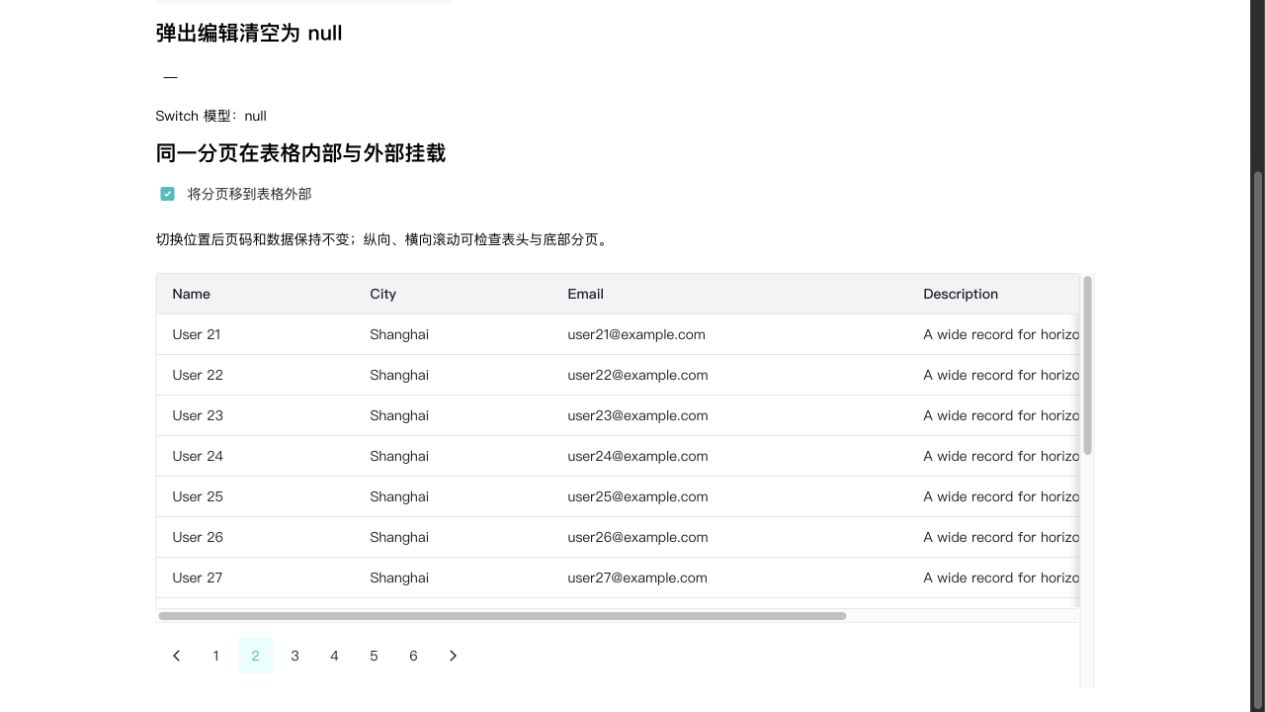 弹出编辑清空为 null
—
Switch 模型：null
同一分页在表格内部与外部挂载
将分页移到表格外部
切换位置后页码和数据保持不变；纵向、横向滚动可检查表头与底部分页。
Name City Email Description
User 21 Shanghai user21@example.com A wide record for horizo
User 22 Shanghai user22@example.com A wide record for horizo
User 23 Shanghai user23@example.com A wide record for horizo
User 24 Shanghai user24@example.com A wide record for horizo
User 25 Shanghai user25@example.com A wide record for horizo
User 26 Shanghai user26@example.com A wide record for horizo
User 27 Shanghai user27@example.com A wide record for horizo
1 2 3 4 5 6